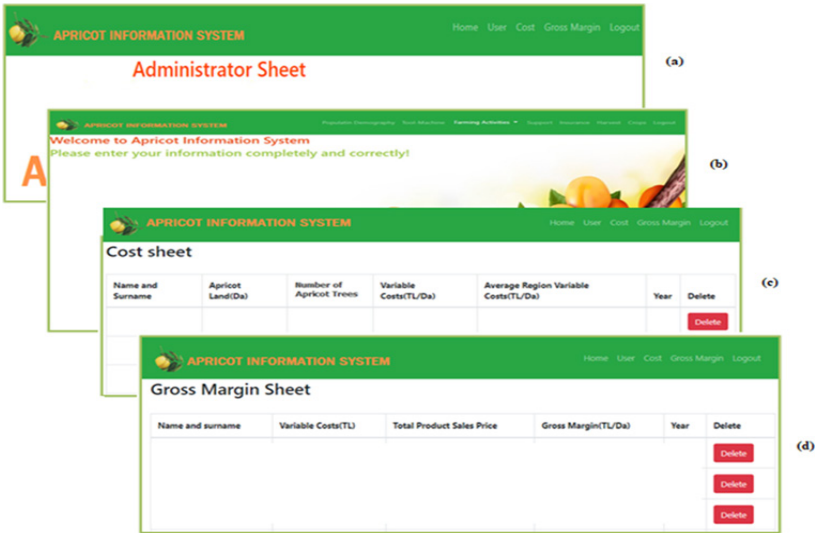 APRICOT INFORMATION SYSTEM
Home User Cost Gross Margin Logout
Administrator Sheet
(a)
A
APRICOT INFORMATION SYSTEM
Populatin Demography Tool-Machine Farming Activities Support Insurance Harvest Crops Logout
Welcome to Apricot Information System
Please enter your information completely and correctly!
(b)
APRICOT INFORMATION SYSTEM
Home User Cost Gross Margin Logout
Cost sheet
Name and Surname
Apricot Land(Da)
Number of Apricot Trees
Variable Costs(TL/Da)
Average Region Variable Costs(TL/Da)
Year
Delete
Delete
(c)
APRICOT INFORMATION SYSTEM
Home User Cost Gross Margin Logout
Gross Margin Sheet
Name and surname
Variable Costs(TL)
Total Product Sales Price
Gross Margin(TL/Da)
Year
Delete
Delete
Delete
Delete
(d)